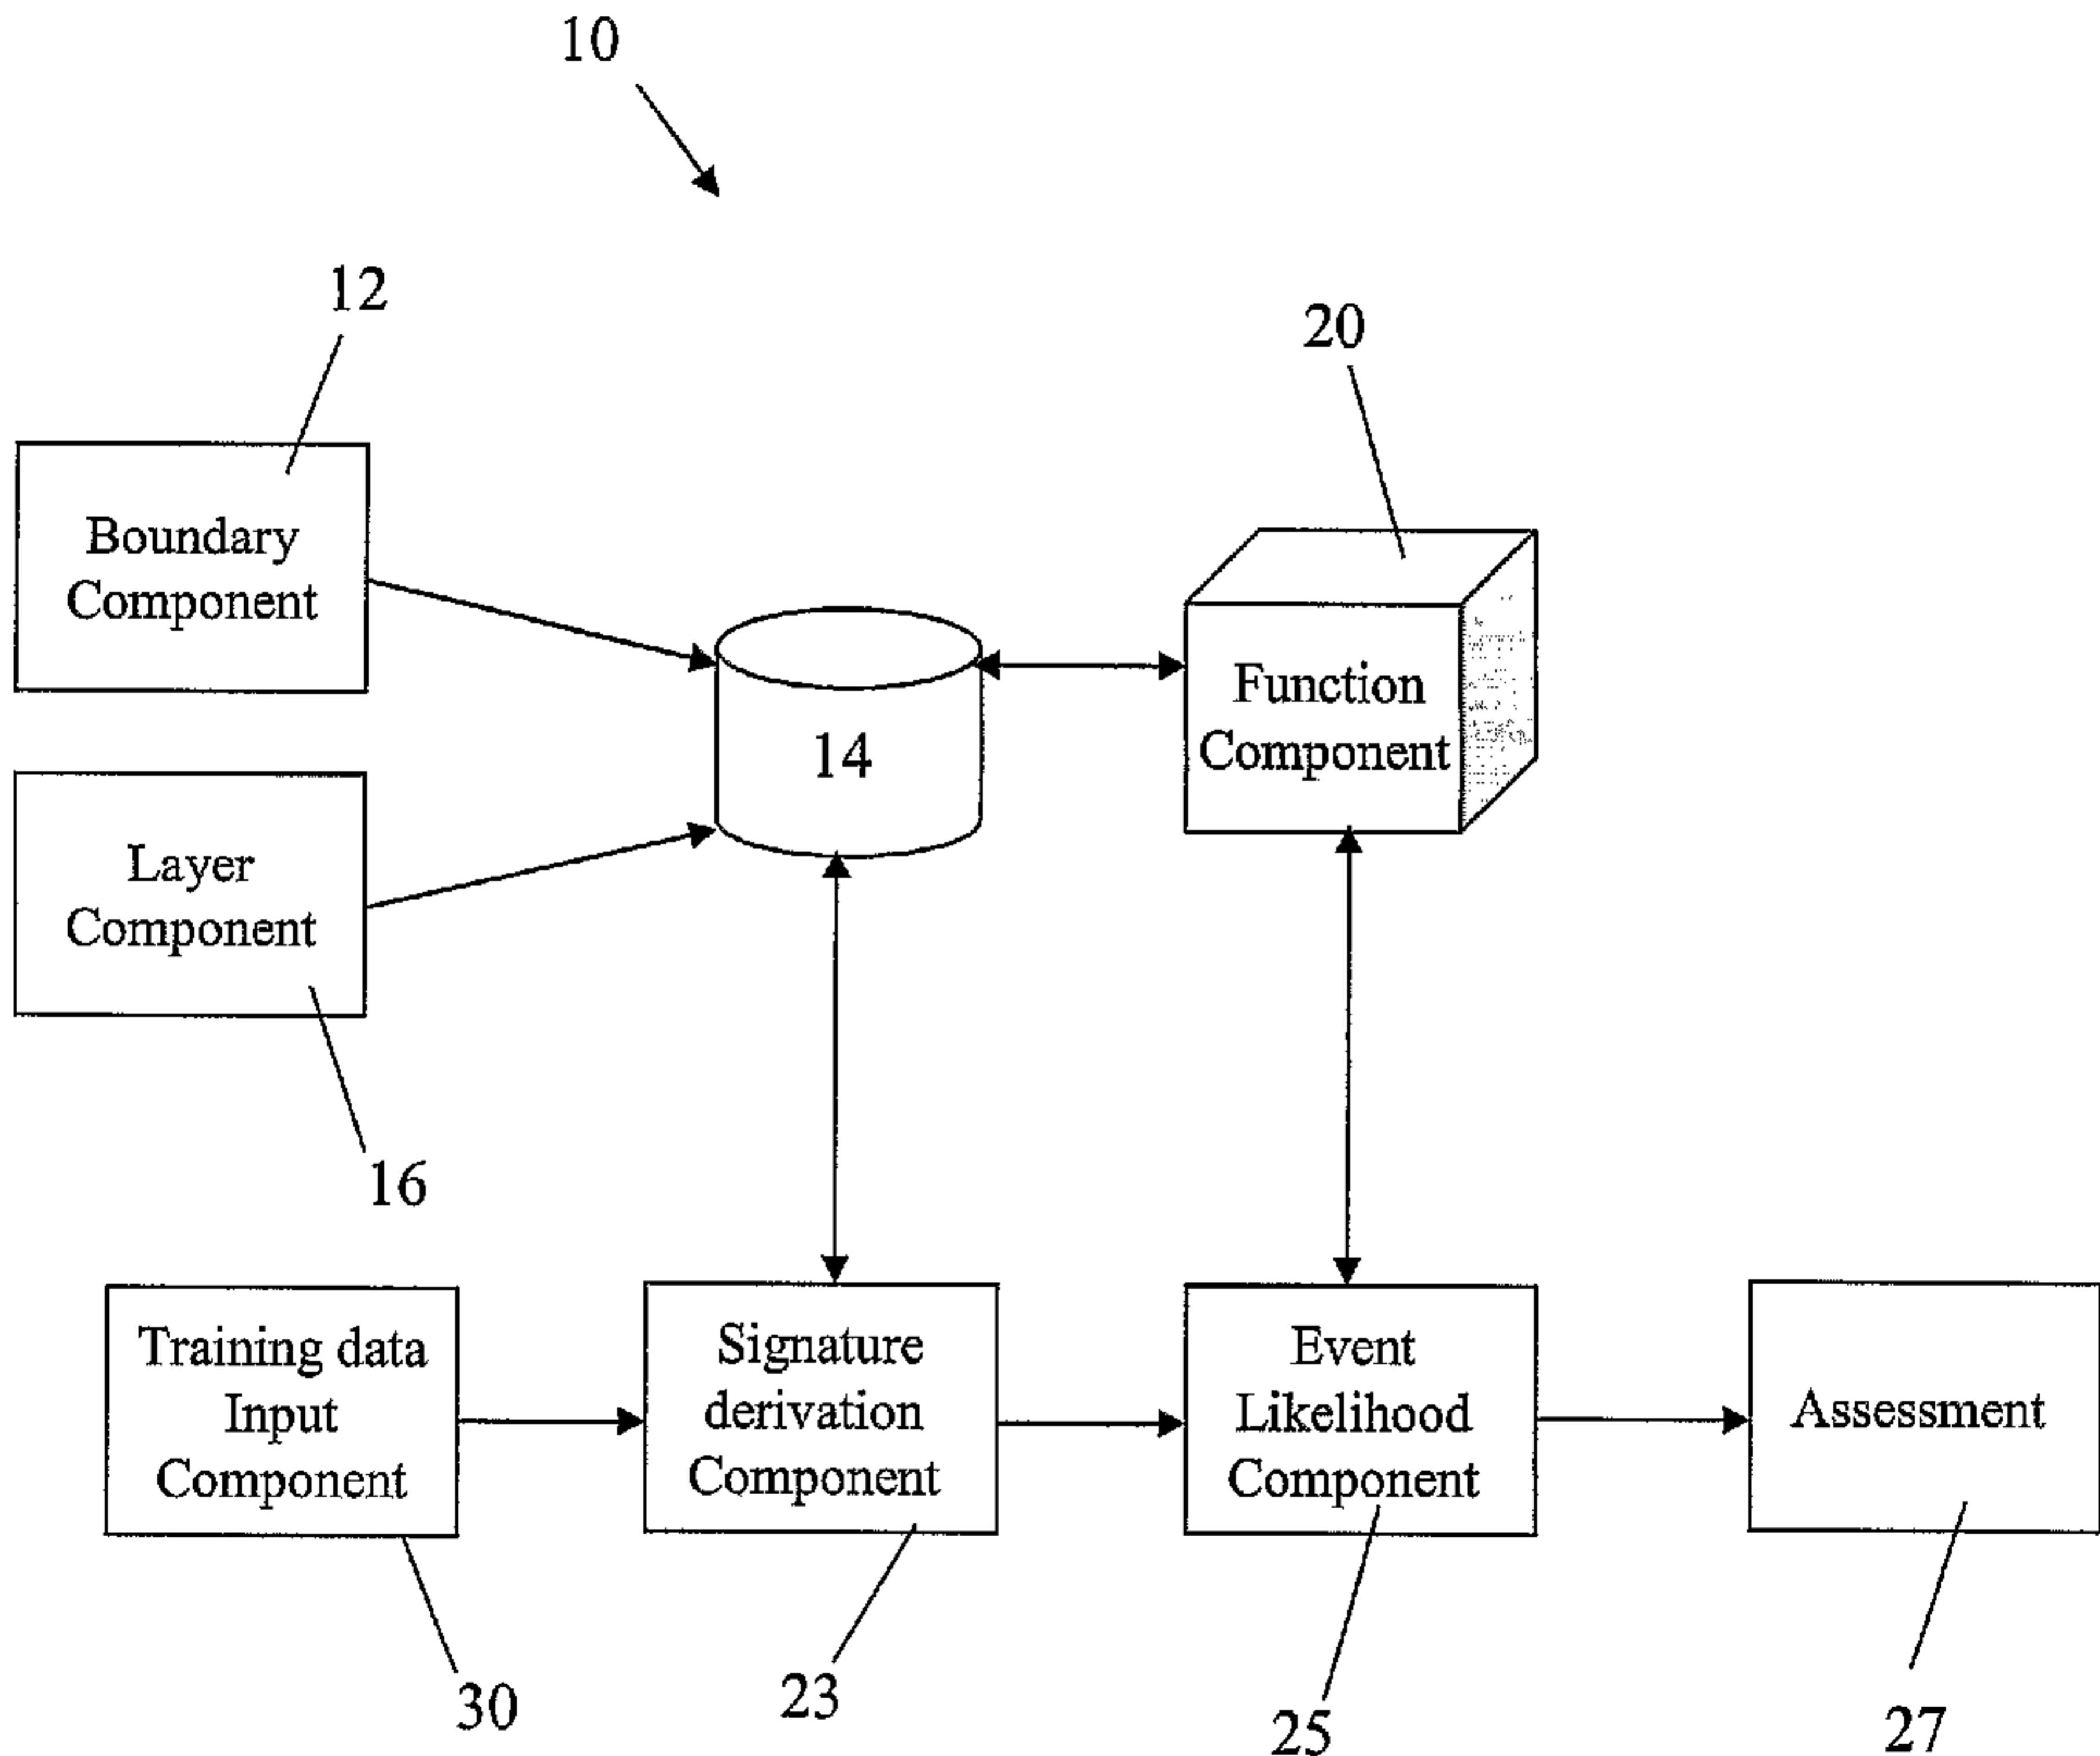 10
12
20
Boundary
Component
Function
Component
14
Layer
Component
16
Training data
Input
Component
Signature
derivation
Component
Event
Likelihood
Component
Assessment
30
23
25
27